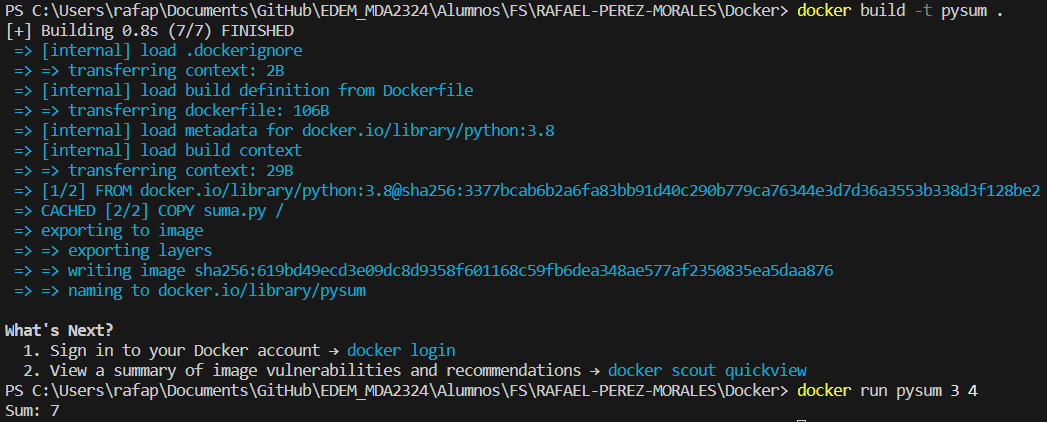 PS C:\Users\rafap\Documents\GitHub\EDEM_MDA2324\Alumnos\FS\RAFAEL-PEREZ-MORALES\Docker> docker build -t pysum .
[+] Building 0.8s (7/7) FINISHED
=> [internal] load .dockerignore
=> => transferring context: 2B
=> [internal] load build definition from Dockerfile
=> => transferring dockerfile: 106B
=> [internal] load metadata for docker.io/library/python:3.8
=> [internal] load build context
=> => transferring context: 29B
=> [1/2] FROM docker.io/library/python:3.8@sha256:3377bcab6b2a6fa83bb91d40c290b779ca76344e3d7d36a3553b338d3f128be2
=> CACHED [2/2] COPY suma.py /
=> exporting to image
=> => exporting layers
=> => writing image sha256:619bd49ecd3e09dc8d9358f601168c59fb6dea348ae577af2350835ea5daa876
=> => naming to docker.io/library/pysum
What's Next?
1. Sign in to your Docker account → docker login
2. View a summary of image vulnerabilities and recommendations → docker scout quickview
PS C:\Users\rafap\Documents\GitHub\EDEM_MDA2324\Alumnos\FS\RAFAEL-PEREZ-MORALES\Docker> docker run pysum 3 4
Sum: 7